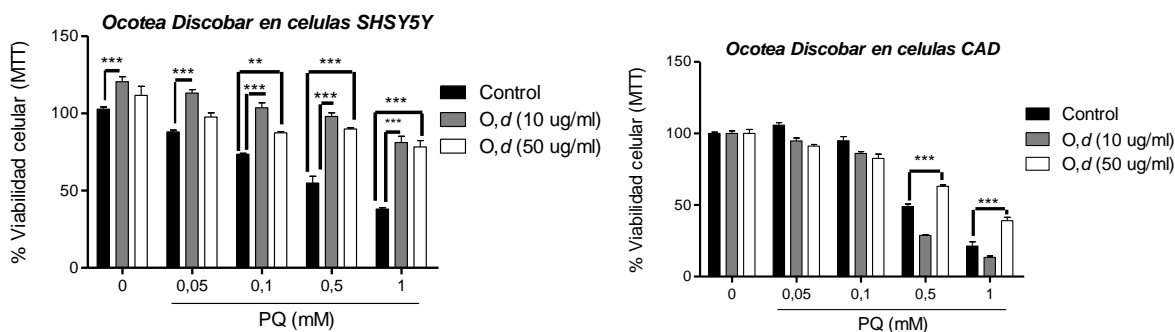 Ocotea Discobar en celulas SHSY5Y
% Viabilidad celular (MTT)
150
100
50
0
***
***
**
***
***
***
***
***
0
0,05
0,1
0,5
1
PQ (mM)
Control
O,d (10 ug/ml)
O,d (50 ug/ml)
Ocotea Discobar en celulas CAD
% Viabilidad celular (MTT)
150
100
50
0
***
***
0
0,05
0,1
0,5
1
PQ (mM)
Control
O,d (10 ug/ml)
O,d (50 ug/ml)